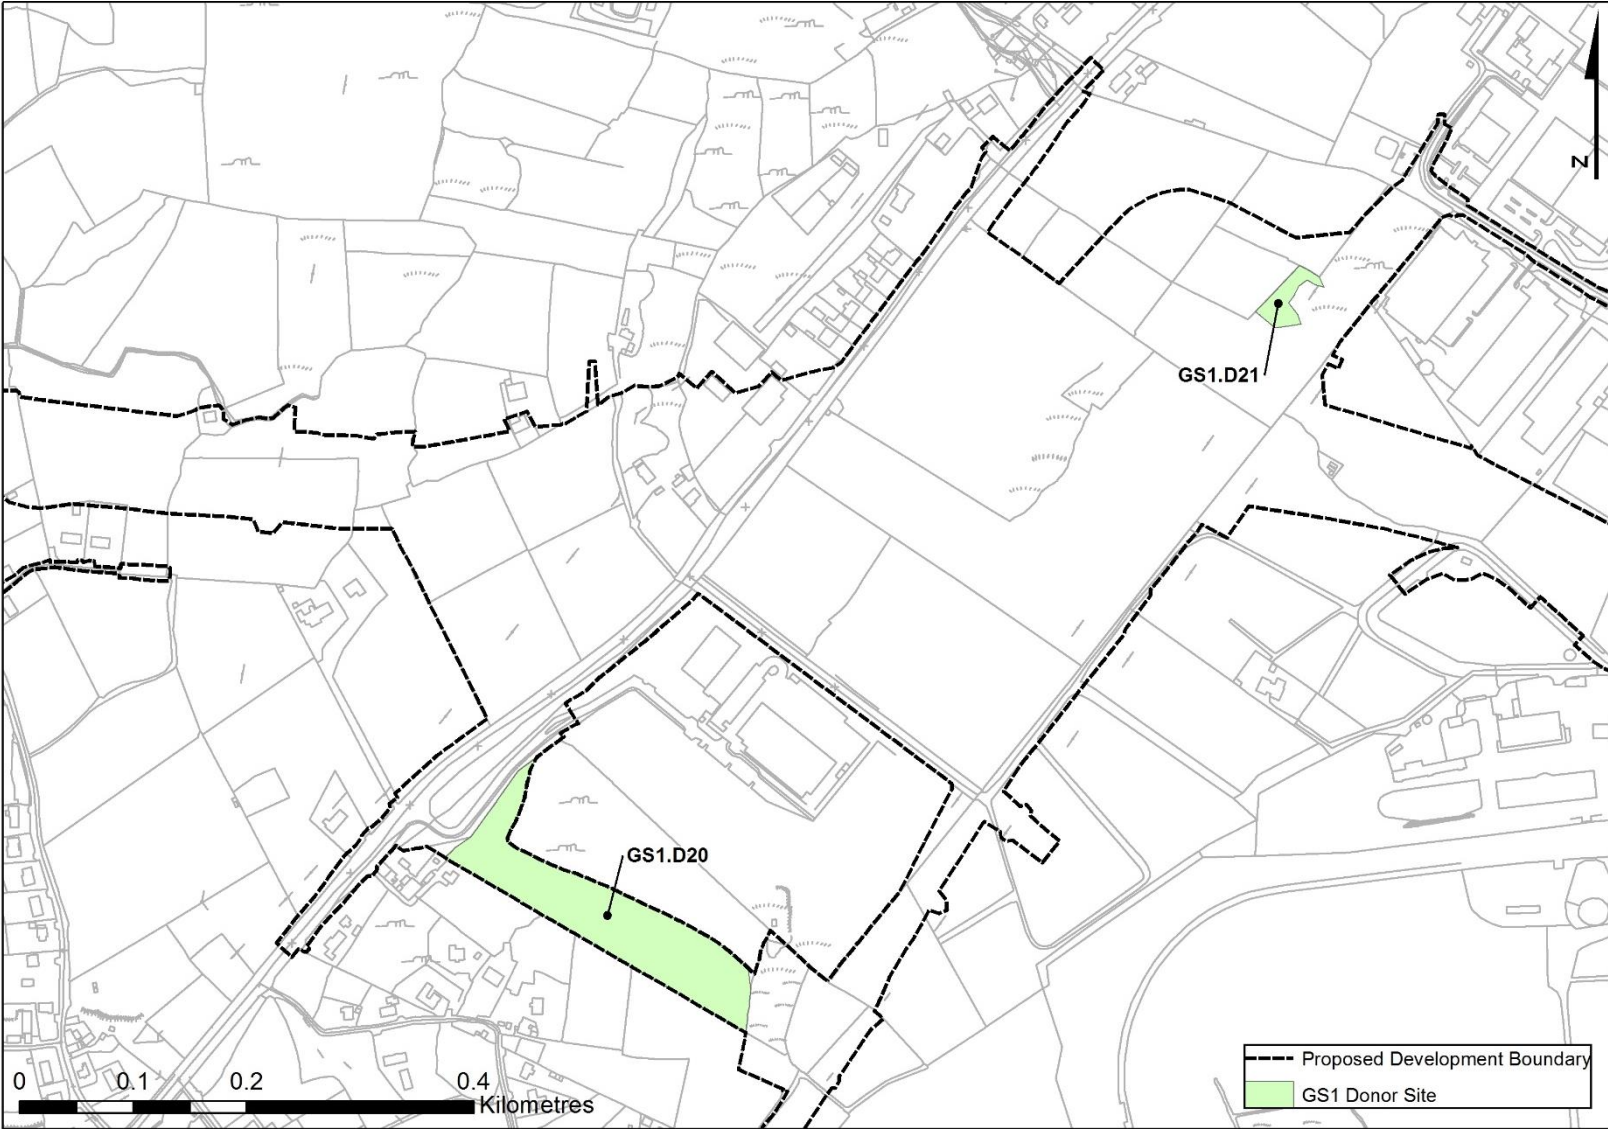 N
GS1.D21
GS1.D20
0 0.1 0.2 0.4
Kilometres
Proposed Development Boundary
GS1 Donor Site